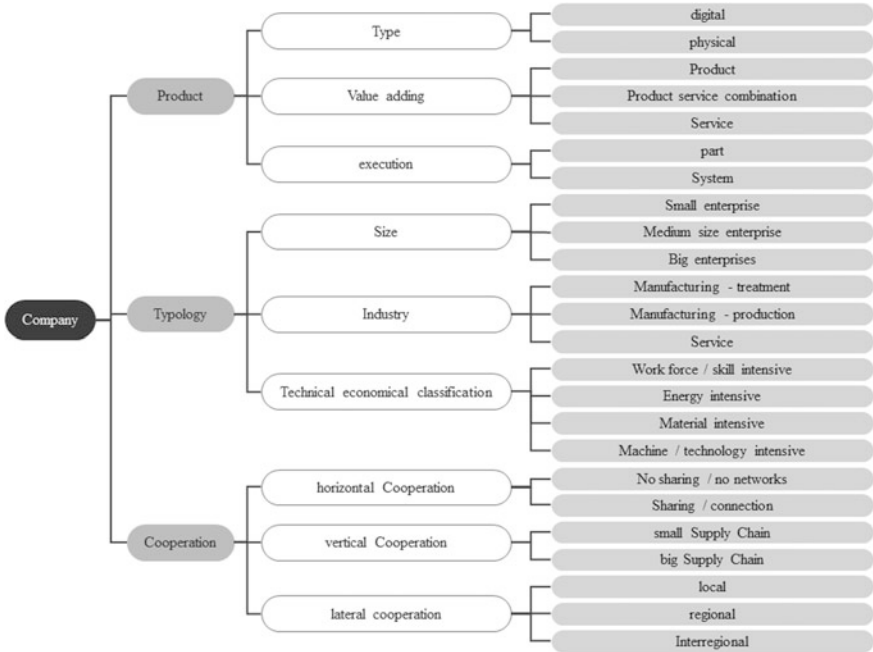 Company
Product
Type
digital
physical
Value adding
Product
Product service combination
Service
execution
part
System
Typology
Size
Small enterprise
Medium size enterprise
Big enterprises
Industry
Manufacturing - treatment
Manufacturing - production
Service
Technical economical classification
Work force / skill intensive
Energy intensive
Material intensive
Machine / technology intensive
Cooperation
horizontal Cooperation
No sharing / no networks
Sharing / connection
vertical Cooperation
small Supply Chain
big Supply Chain
lateral cooperation
local
regional
Interregional